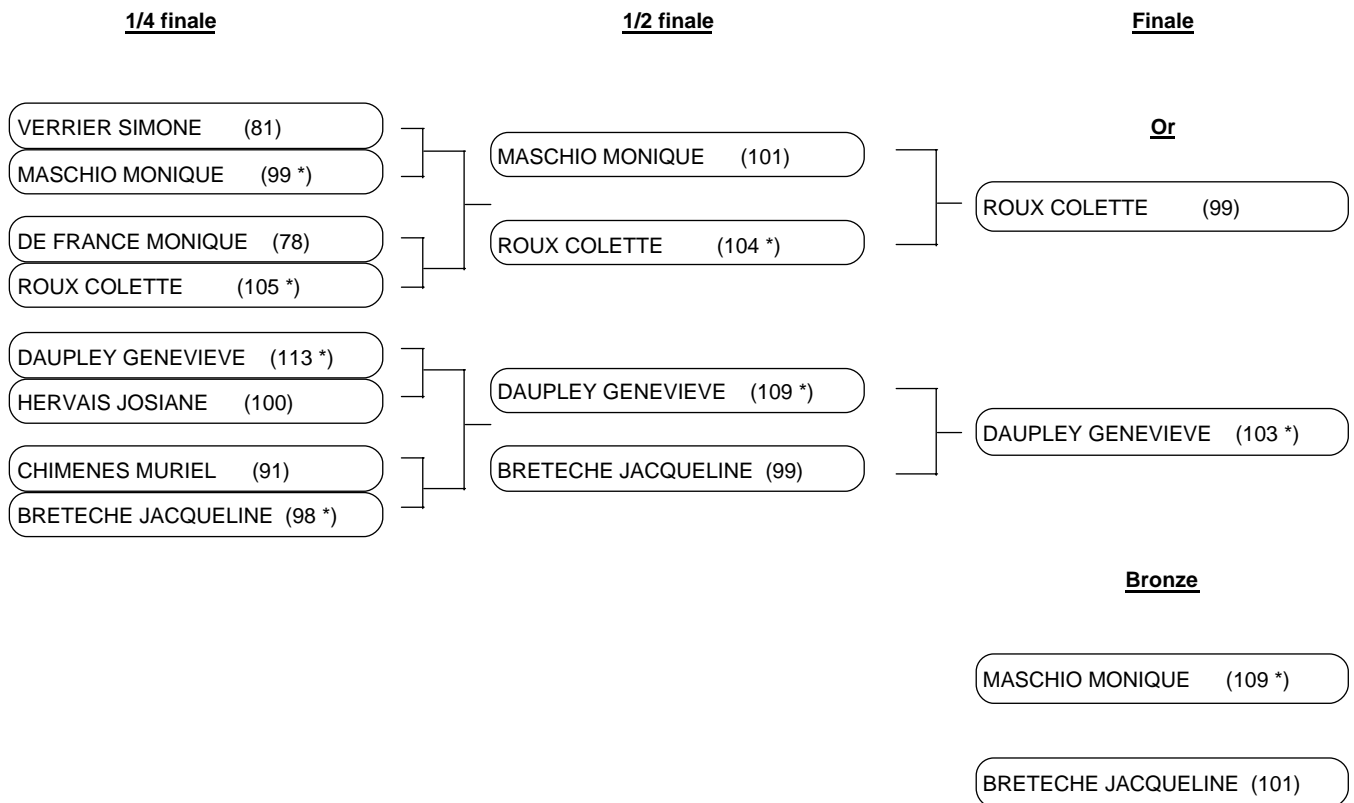 1/4 finale 1/2 finale Finale
VERRIER SIMONE (81)
MASCHIO MONIQUE (99 *)
DE FRANCE MONIQUE (78)
ROUX COLETTE (105 *)
DAUPLEY GENEVIEVE (113 *)
HERVAIS JOSIANE (100)
CHIMENES MURIEL (91)
BRETECHE JACQUELINE (98 *)
MASCHIO MONIQUE (101)
ROUX COLETTE (104 *)
DAUPLEY GENEVIEVE (109 *)
BRETECHE JACQUELINE (99)
Or
ROUX COLETTE (99)
DAUPLEY GENEVIEVE (103 *)
Bronze
MASCHIO MONIQUE (109 *)
BRETECHE JACQUELINE (101)